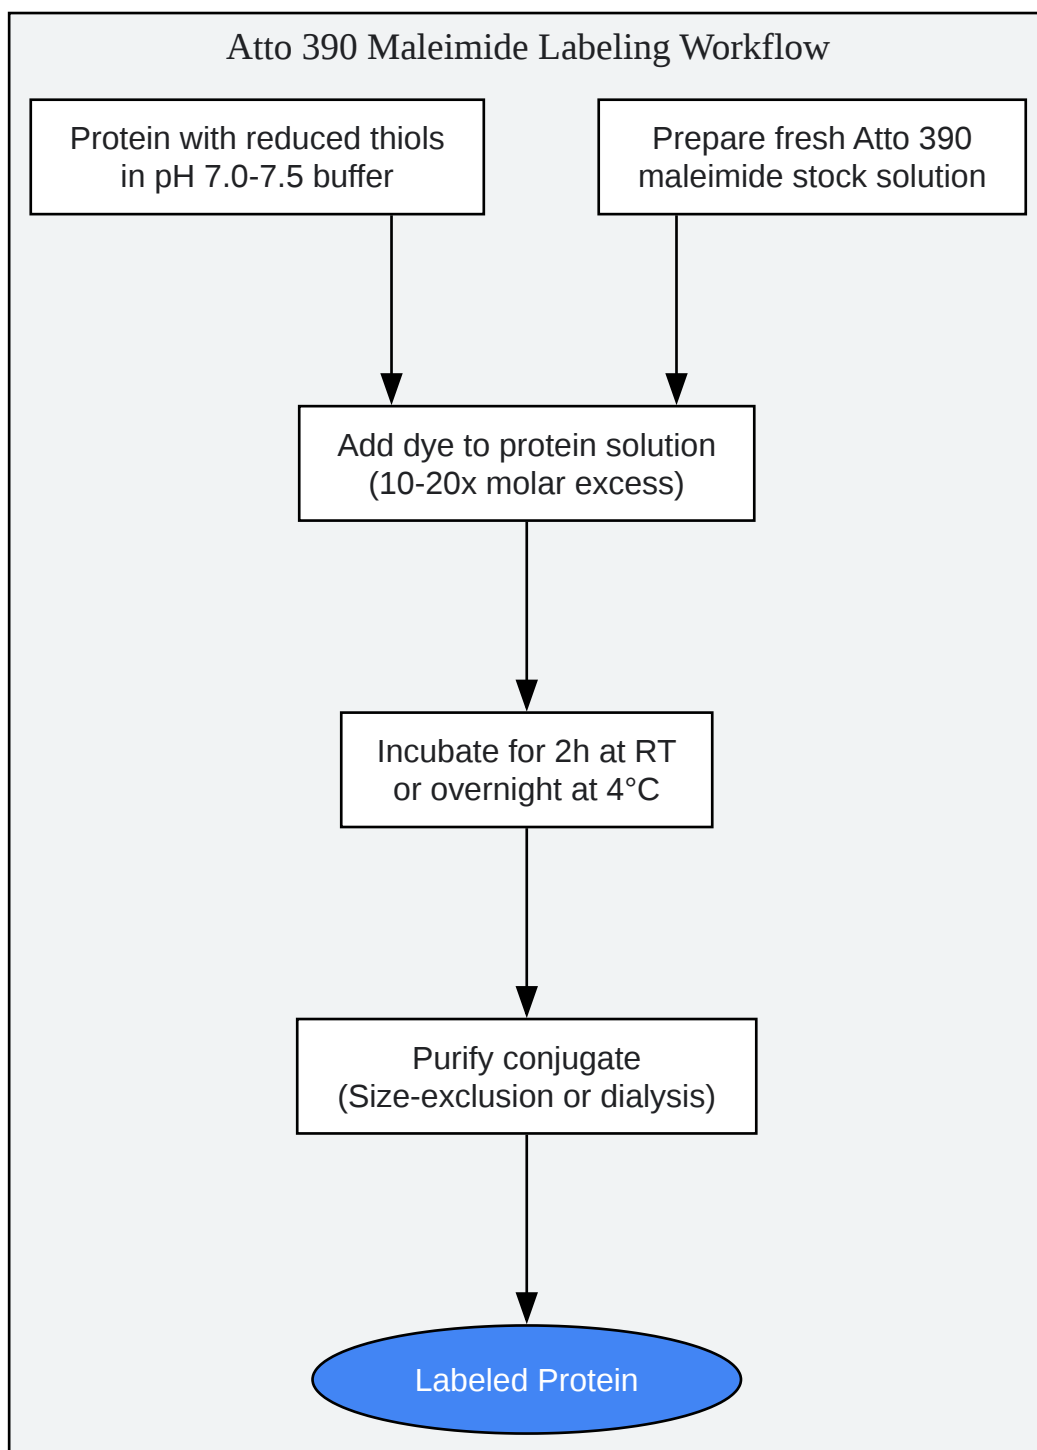 Atto 390 Maleimide Labeling Workflow
Protein with reduced thiols
in pH 7.0-7.5 buffer
Prepare fresh Atto 390
maleimide stock solution
Add dye to protein solution
(10-20x molar excess)
Incubate for 2h at RT
or overnight at 4°C
Purify conjugate
(Size-exclusion or dialysis)
Labeled Protein